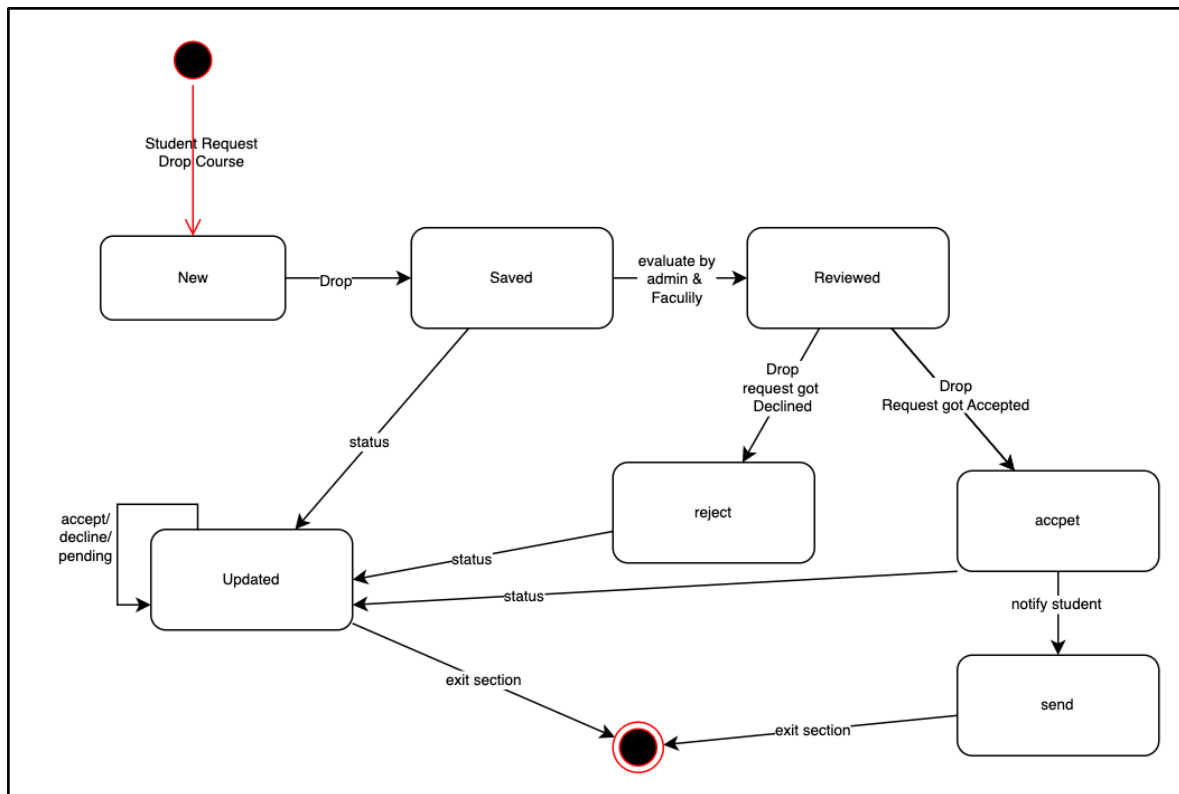 Student Request
Drop Course
New
Drop
Saved
evaluate by
admin &
Faculily
Reviewed
Drop
request got
Declined
Drop
Request got Accepted
status
reject
accpet
accept/
decline/
pending
Updated
status
status
notify student
exit section
send
exit section